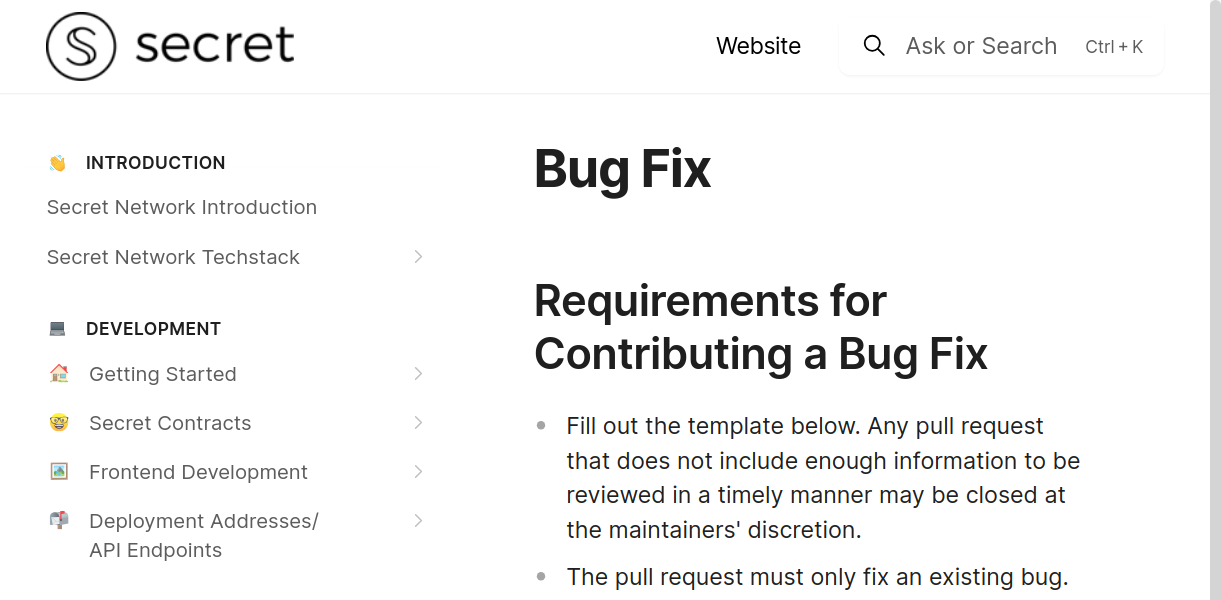 secret
Website
Ask or Search
Ctrl + K
INTRODUCTION
Secret Network Introduction
Secret Network Techstack
DEVELOPMENT
Getting Started
Secret Contracts
Frontend Development
Deployment Addresses/
API Endpoints
Bug Fix
Requirements for
Contributing a Bug Fix
Fill out the template below. Any pull request
that does not include enough information to be
reviewed in a timely manner may be closed at
the maintainers' discretion.
The pull request must only fix an existing bug.